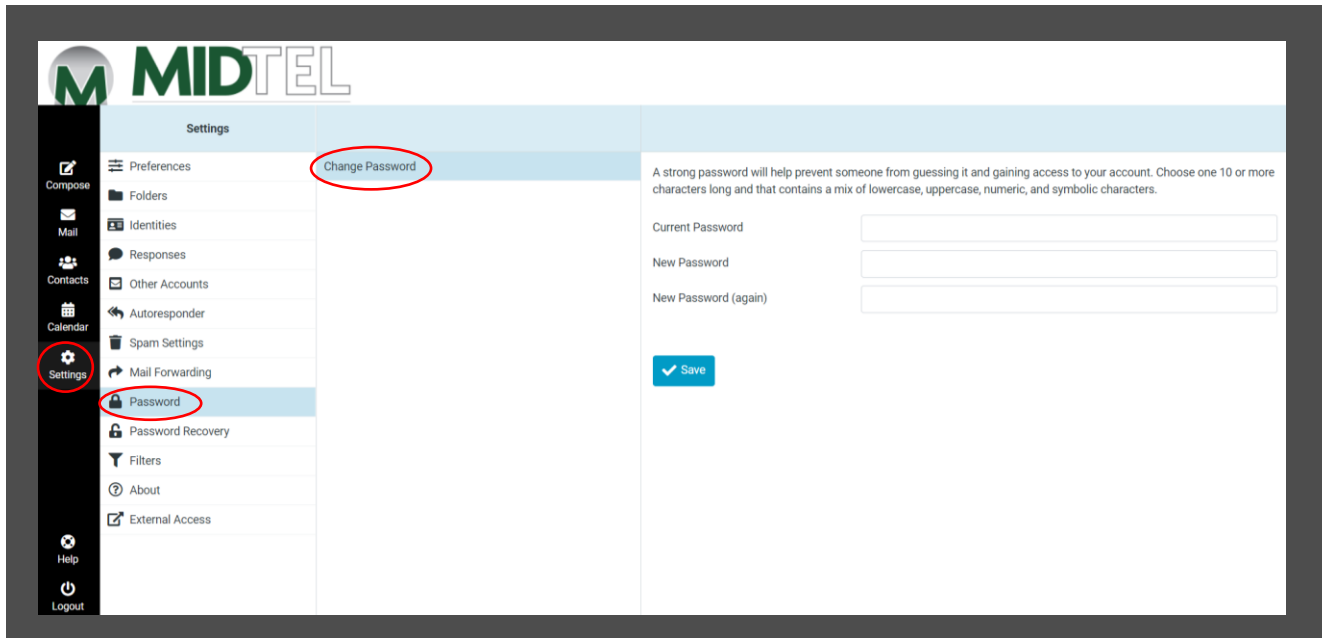 M MIDTEL
Settings
Compose
Mail
Contacts
Calendar
Settings
Help
Logout
Preferences
Folders
Identities
Responses
Other Accounts
Autoresponder
Spam Settings
Mail Forwarding
Password
Password Recovery
Filters
About
External Access
Change Password
A strong password will help prevent someone from guessing it and gaining access to your account. Choose one 10 or more
characters long and that contains a mix of lowercase, uppercase, numeric, and symbolic characters.
Current Password
New Password
New Password (again)
Save